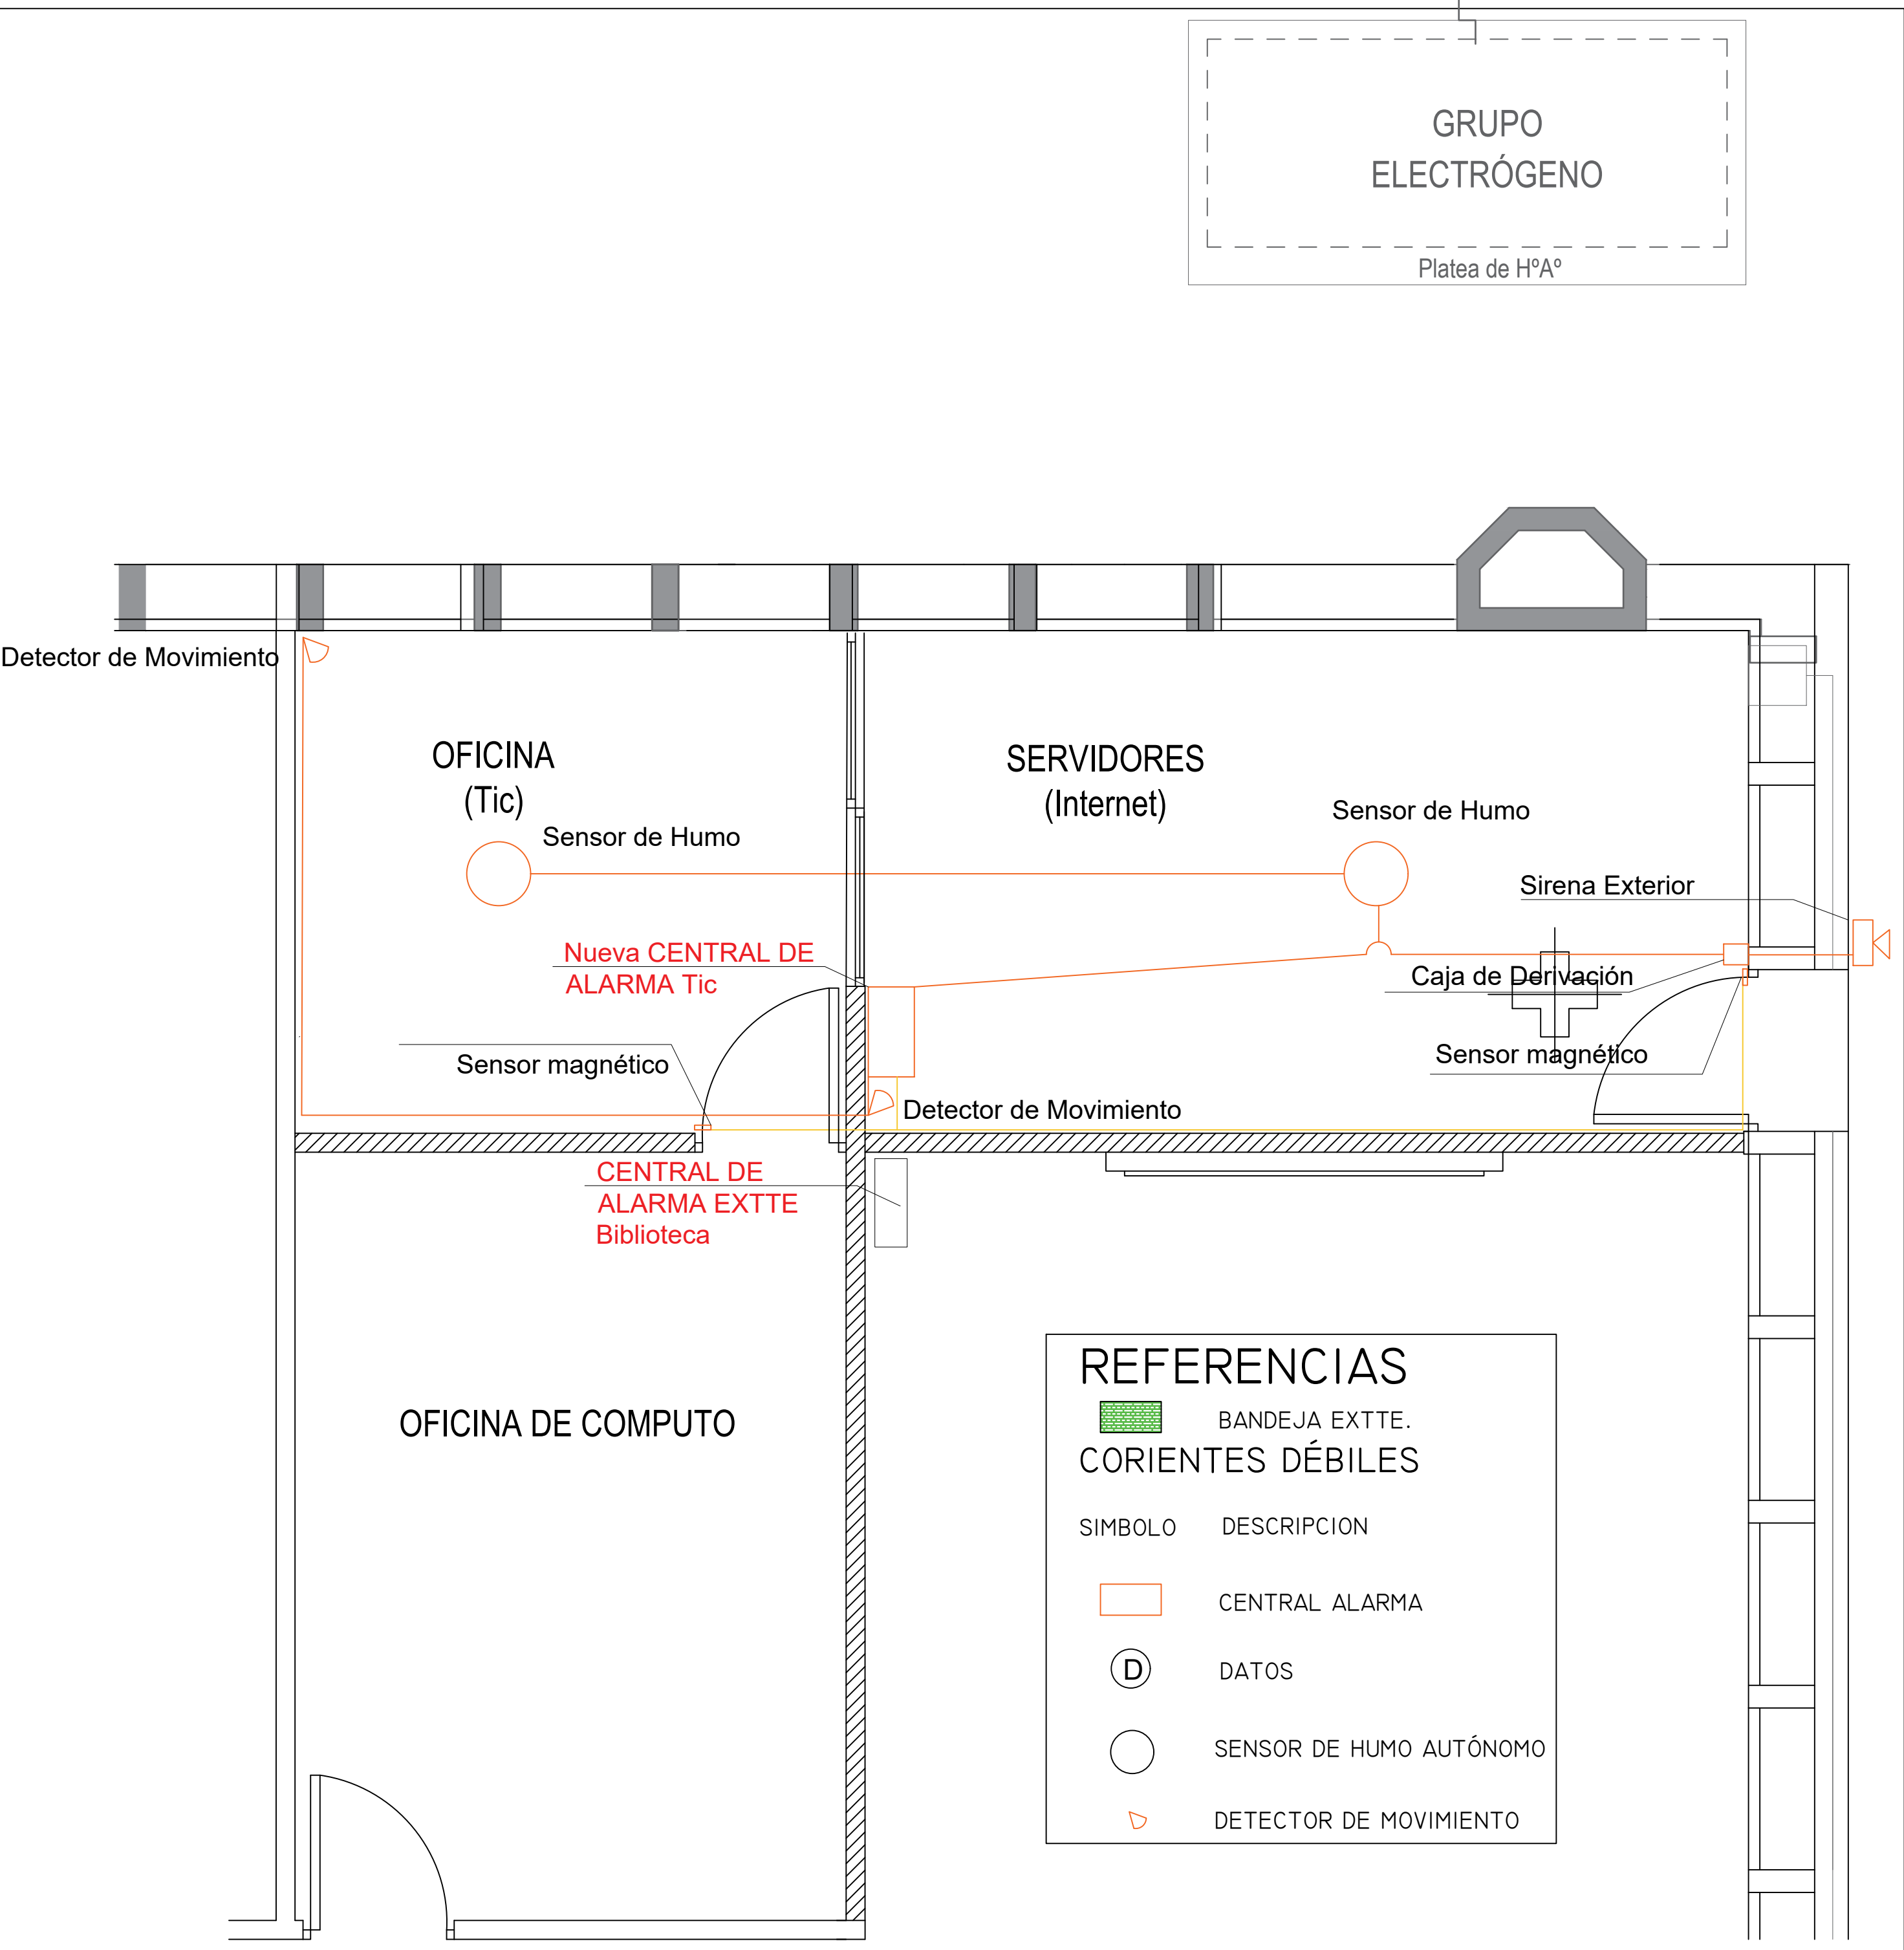 GRUPO
ELECTRÓGENO
Platea de HºAº
Detector de Movimiento
OFICINA
(Tic)
SERVIDORES
(Internet)
Sensor de Humo
Sensor de Humo
Sirena Exterior
Nueva CENTRAL DE
ALARMA Tic
Caja de Derivación
Sensor magnético
Sensor magnético
Detector de Movimiento
CENTRAL DE
ALARMA EXTTE
Biblioteca
OFICINA DE COMPUTO
REFERENCIAS
BANDEJA EXTTE.
CORIENTES DÉBILES
SIMBOLO DESCRIPCION
CENTRAL ALARMA
D DATOS
SENSOR DE HUMO AUTÓNOMO
DETECTOR DE MOVIMIENTO